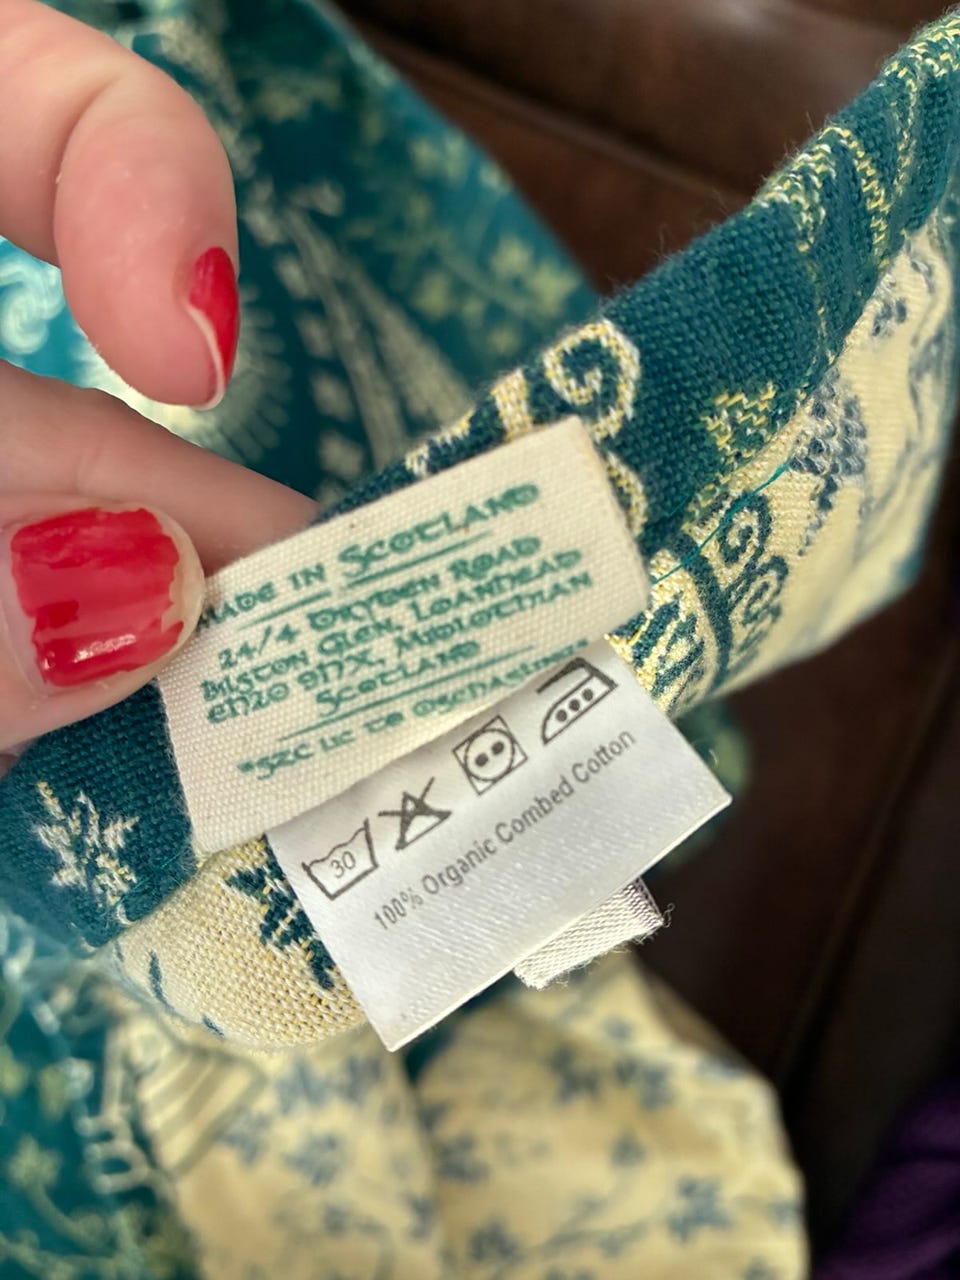 MADE IN SCOTLAND
24/4 DRYDEN ROAD
BILSTON GLEN, LOANHEAD
EH20 9HX, MIDLOTHIAN
SCOTLAND
30
100% Organic Combed Cotton